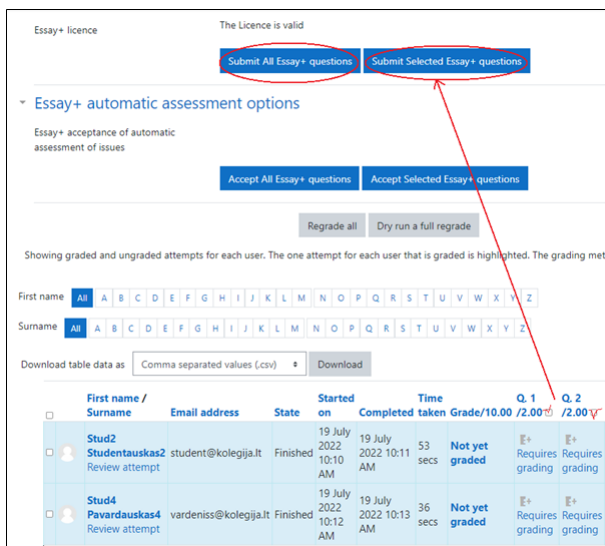 Essay+ licence
The Licence is valid
Submit All Essay+ questions Submit Selected Essay+ questions
Essay+ automatic assessment options
Essay+ acceptance of automatic
assessment of issues
Accept All Essay+ questions Accept Selected Essay+ questions
Regrade all Dry run a full regrade
Showing graded and ungraded attempts for each user. The one attempt for each user that is graded is highlighted. The grading met
First name All A B C D E F G H I J K L M N O P Q R S T U V W X Y Z
Surname All A B C D E F G H I J K L M N O P Q R S T U V W X Y Z
Download table data as Comma separated values (.csv) Download
First name / Started Time Q. 1 Q. 2
Surname Email address State on Completed taken Grade/10.00 /2.00 /2.00
Stud2 19 July 19 July E+ E+
Studentauskas2 student@kolegija.lt Finished 2022 2022 10:11 53 Not yet Requires Requires
Review attempt 10:10 AM secs graded grading grading
AM
Stud4 19 July 19 July E+ E+
Pavardauskas4 vardeniss@kolegija.lt Finished 2022 2022 10:13 36 Not yet Requires Requires
Review attempt 10:12 AM secs graded grading grading
AM